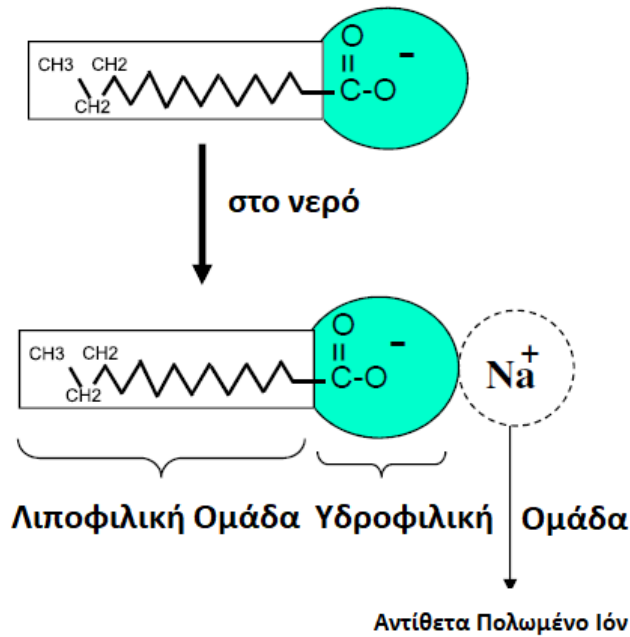 O
CH3 CH2 || -
C-O
CH2
στο νερό
O
CH3 CH2 || -
C-O Na+
CH2
Λιποφιλική Ομάδα Υδροφιλική Ομάδα
Αντίθετα Πολωμένο Ιόν